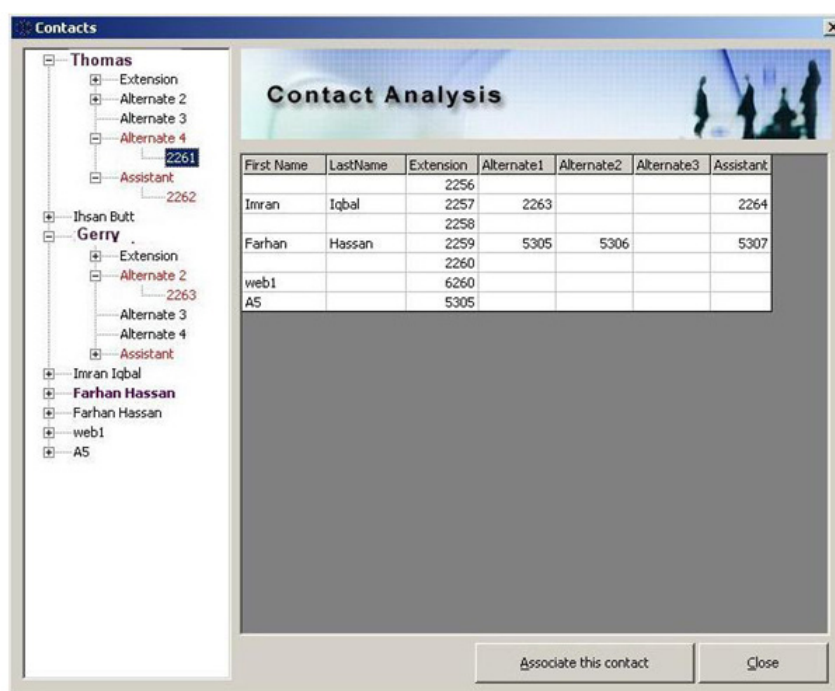 Contacts
Thomas
Extension
Alternate 2
Alternate 3
Alternate 4
2261
Assistant
2262
Ihsan Butt
Gerry
Extension
Alternate 2
2263
Alternate 3
Alternate 4
Assistant
Imran Iqbal
Farhan Hassan
Farhan Hassan
web1
A5
Contact Analysis
First Name LastName Extension Alternate1 Alternate2 Alternate3 Assistant
2256
Imran Iqbal 2257 2263 2264
2258
Farhan Hassan 2259 5305 5306 5307
2260
web1 6260
A5 5305
Associate this contact Close